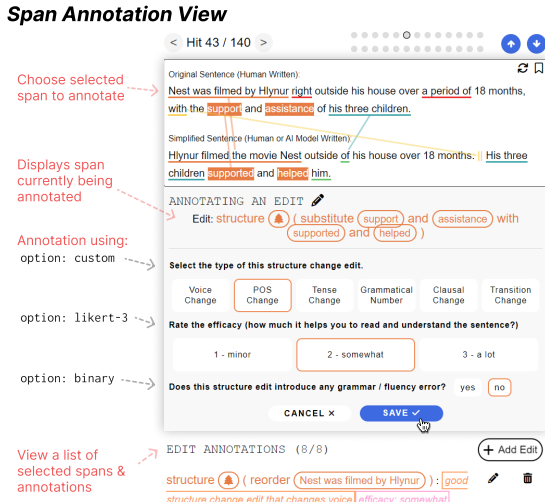 Span Annotation View
< Hit 43 / 140 >
Choose selected
span to annotate
Original Sentence (Human Written):
Nest was filmed by Hlynur right outside his house over a period of 18 months,
with the support and assistance of his three children.
Simplified Sentence (Human or AI Model Written):
Hlynur filmed the movie Nest outside of his house over 18 months. || His three
children supported and helped him.
Displays span
currently being
annotated
ANNOTATING AN EDIT
Edit: structure ( substitute support and assistance with
supported and helped )
Annotation using:
option: custom
Select the type of this structure change edit.
Voice Change
POS Change
Tense Change
Grammatical Number
Clausal Change
Transition Change
option: likert-3
Rate the efficacy (how much it helps you to read and understand the sentence?)
1 - minor
2 - somewhat
3 - a lot
option: binary
Does this structure edit introduce any grammar / fluency error? yes no
CANCEL ×
SAVE ✓
View a list of
selected spans &
annotations
EDIT ANNOTATIONS (8/8)
+ Add Edit
structure ( reorder Nest was filmed by Hlynur ) : good
structure change edit that changes voice efficacy: somewhat